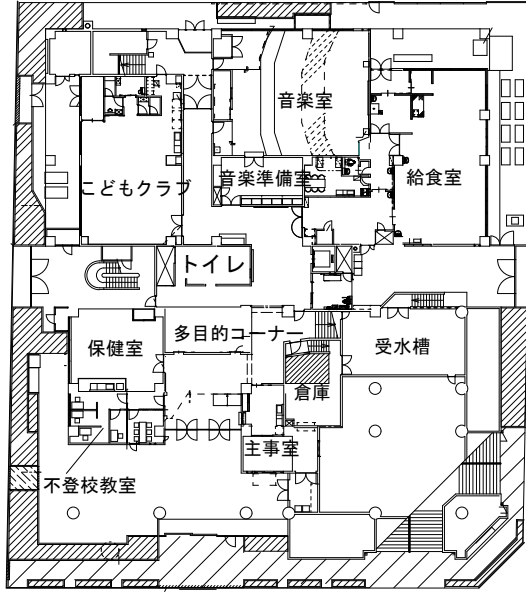 音楽室
こどもクラブ
音楽準備室
給食室
トイレ
多目的コーナー
保健室
受水槽
倉庫
主事室
不登校教室